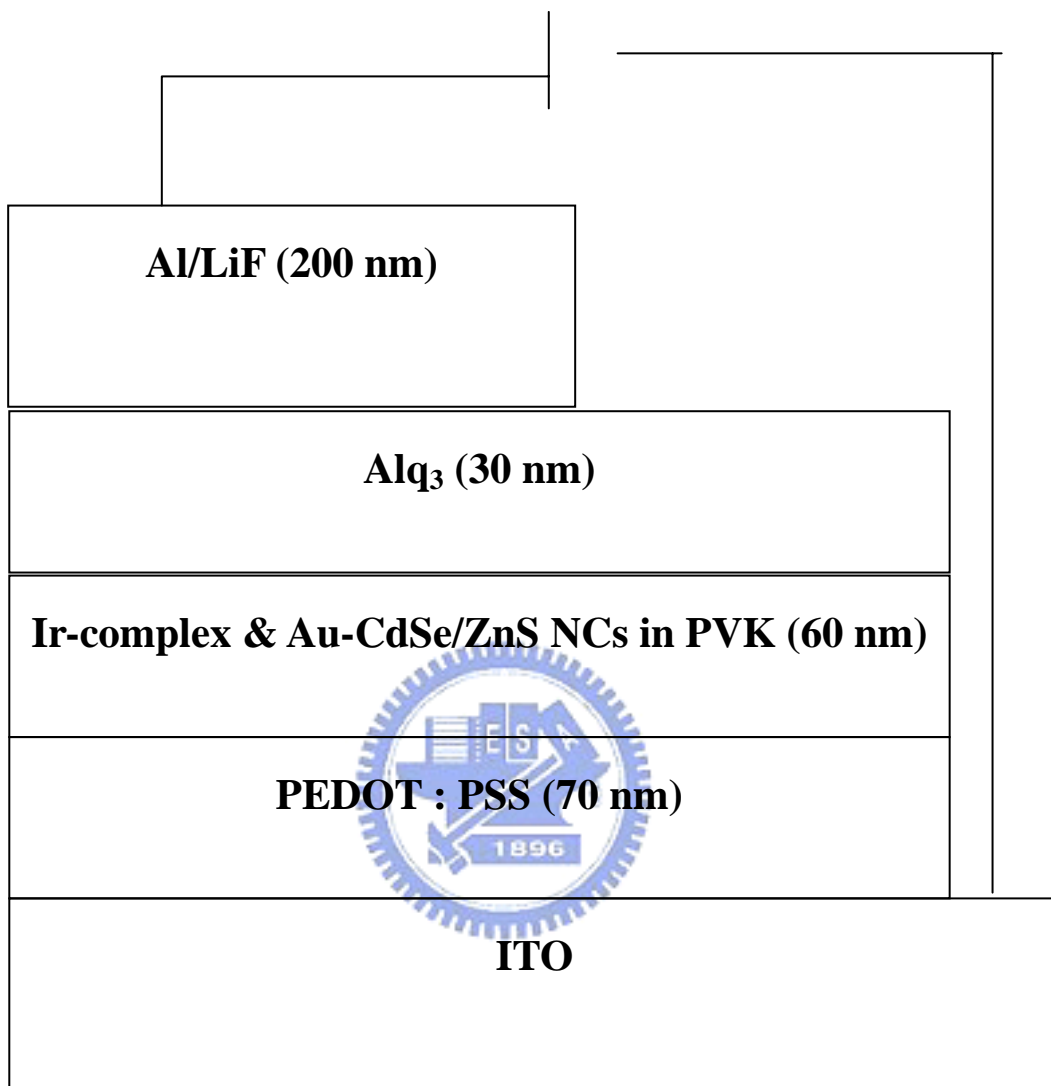 Al/LiF (200 nm)
Alq₃ (30 nm)
Ir-complex & Au-CdSe/ZnS NCs in PVK (60 nm)
E S
PEDOT : PSS (70 nm)
1896
ITO